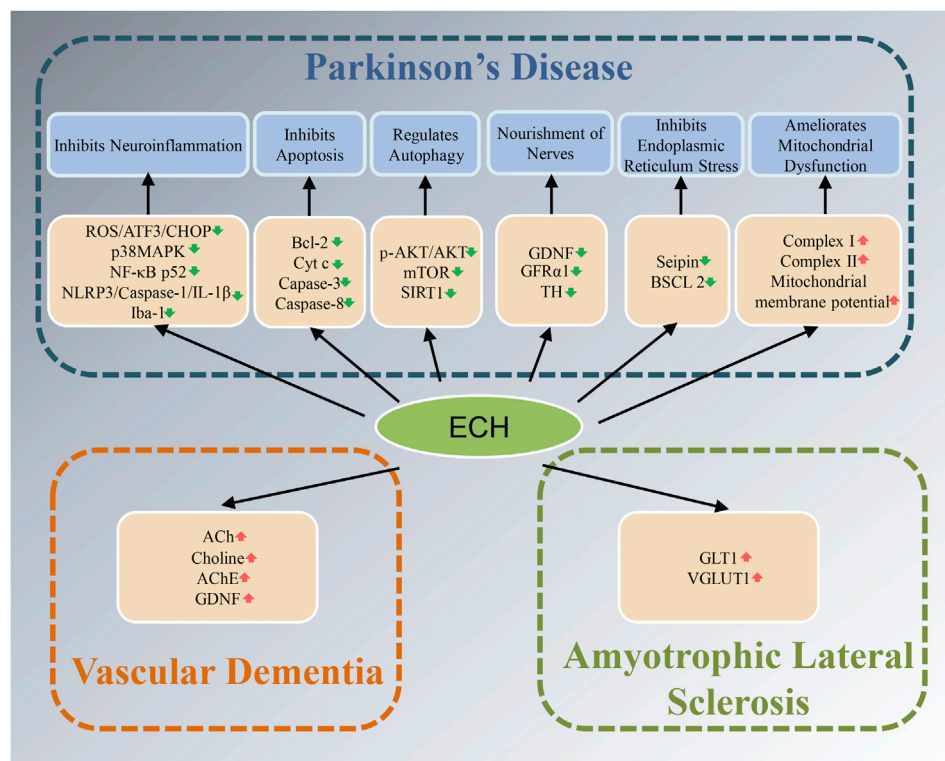 Parkinson's Disease
Inhibits Neuroinflammation
Inhibits
Apoptosis
Regulates
Autophagy
Nourishment of
Nerves
Inhibits
Endoplasmic
Reticulum Stress
Ameliorates
Mitochondrial
Dysfunction
ROS/ATF3/CHOP
p38MAPK
NF-κB p52
NLRP3/Caspase-1/IL-1β
Iba-1
Bcl-2
Cyt c
Capase-3
Caspase-8
p-AKT/AKT
mTOR
SIRT1
GDNF
GFRα1
TH
Seipin
BSCL 2
Complex I
Complex II
Mitochondrial
membrane potential
ECH
ACh
Choline
AChE
GDNF
Vascular Dementia
GLT1
VGLUT1
Amyotrophic Lateral
Sclerosis